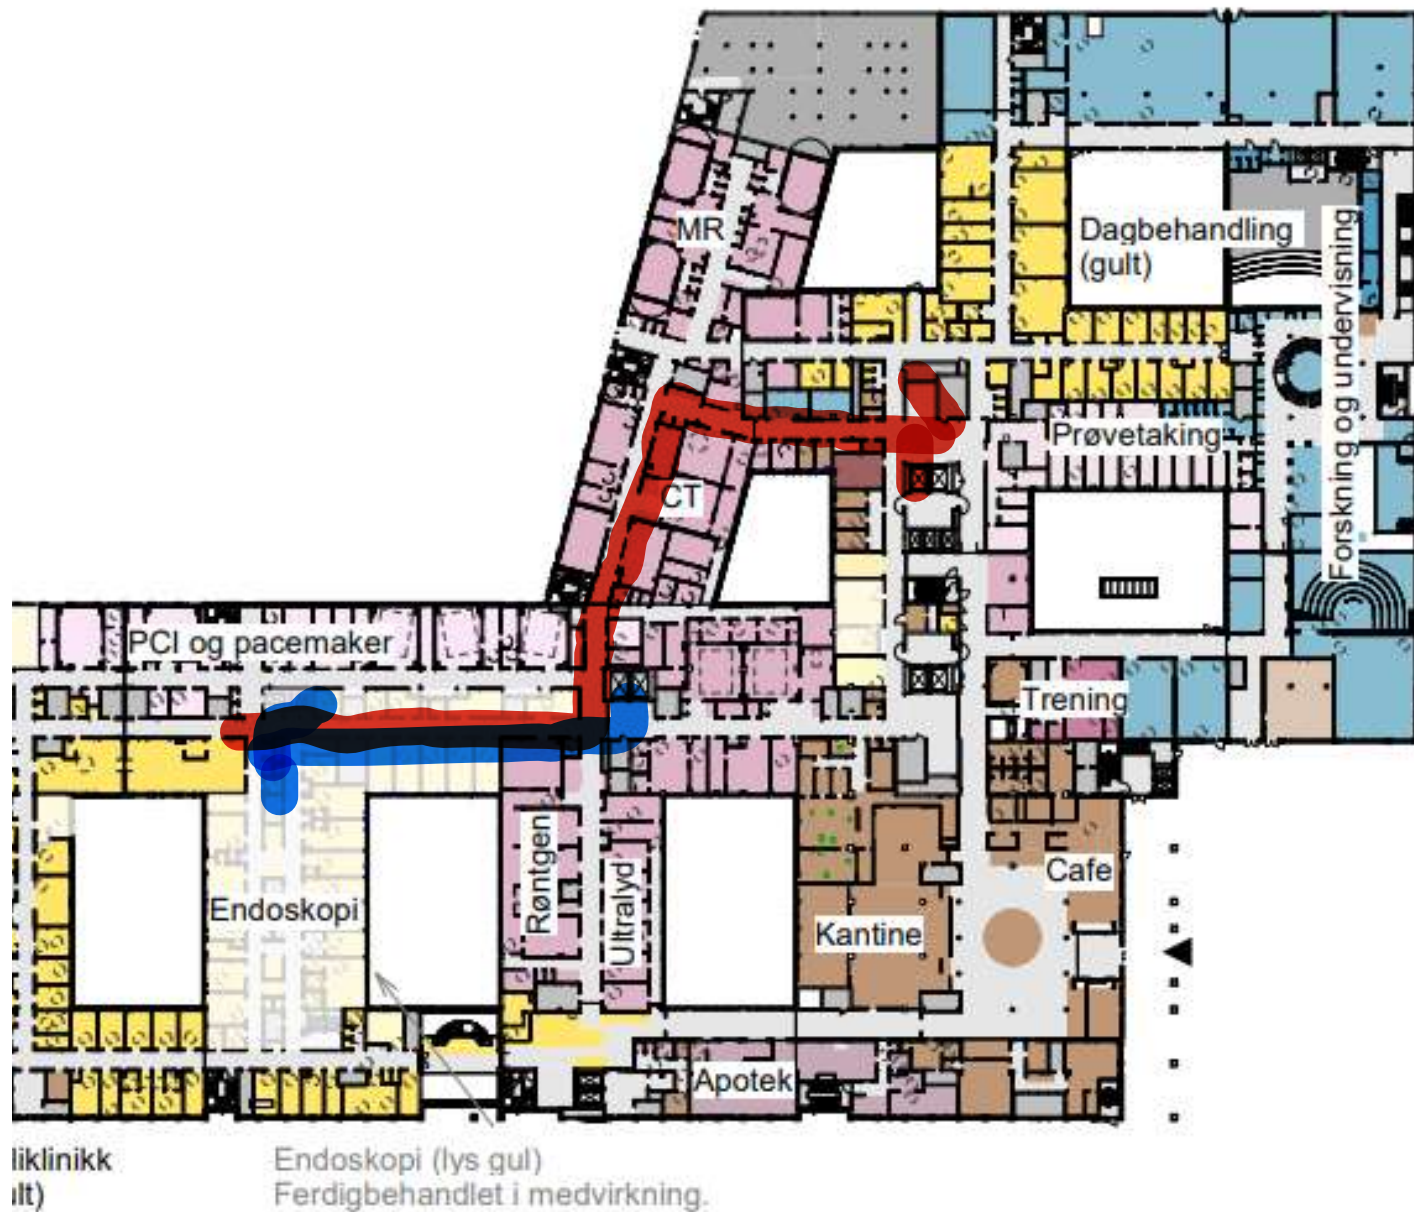 MR
Dagbehandling
(gult)
Forskning og undervisning
Prøvetaking
CT
PCI og pacemaker
Trening
Røntgen
Ultralyd
Endoskopi
Cafe
Kantine
Apotek
liklinikk
Endoskopi (lys gul)
Ferdigbehandlet i medvirkning.